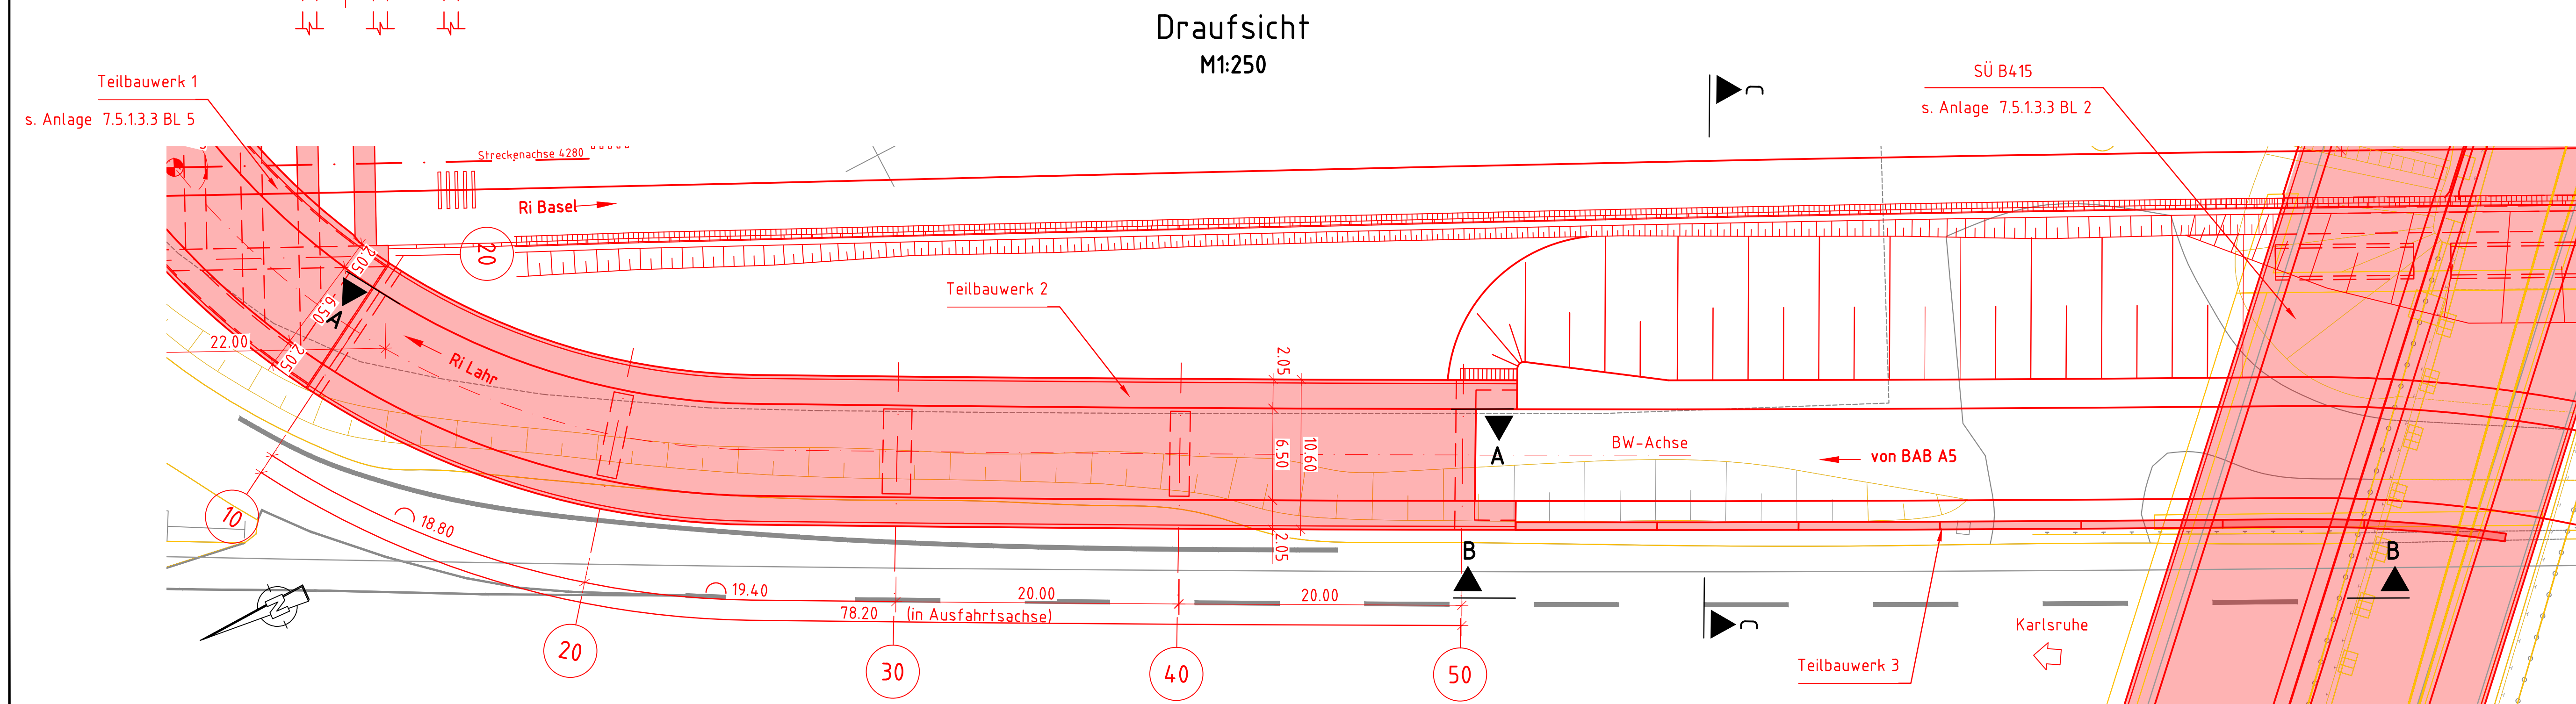 Draufsicht
M1:250
Teilbauwerk 1
s. Anlage 7.5.1.3.3 BL 5
SÜ B415
s. Anlage 7.5.1.3.3 BL 2
C
Streckenachse 4280
Ri Basel
20
2.05
6.50
2.05
A
22.00
Ri Lahr
Teilbauwerk 2
2.05
6.50
10.60
2.05
A
BW-Achse
von BAB A5
10
18.80
19.40
20.00
20.00
78.20 (in Ausfahrtsachse)
B
B
N
C
Karlsruhe
Teilbauwerk 3
20
30
40
50